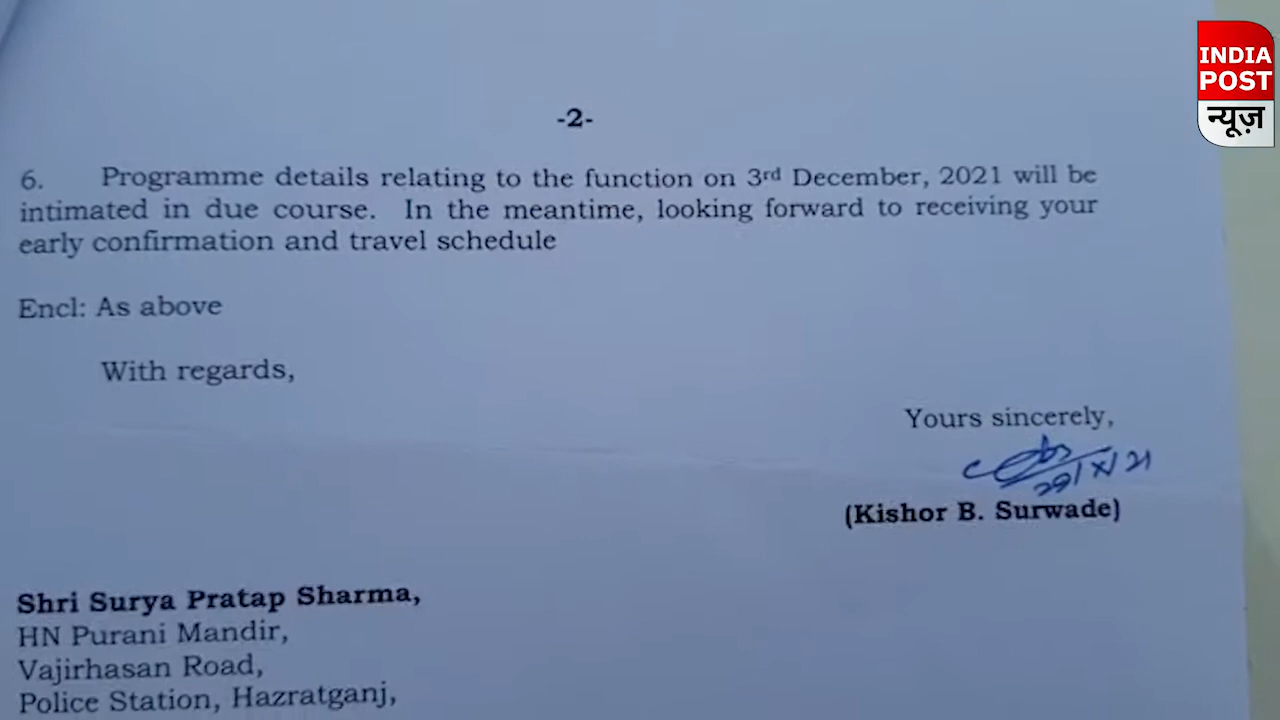 INDIA
POST
न्यूज़
-2-
6. Programme details relating to the function on 3rd December, 2021 will be
intimated in due course. In the meantime, looking forward to receiving your
early confirmation and travel schedule
Encl: As above
With regards,
Yours sincerely,
29/X/21
(Kishor B. Surwade)
Shri Surya Pratap Sharma,
HN Purani Mandir,
Vajirhasan Road,
Police Station, Hazratganj,